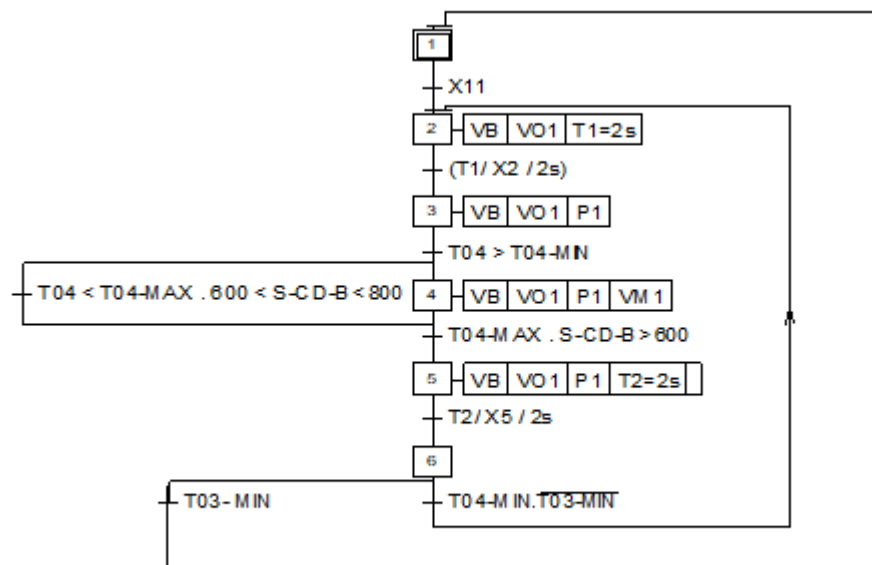 1
X11
2 VB VO1 T1=2s
(T1/ X2 / 2s)
3 VB VO1 P1
T04 > T04-MIN
T04 < T04-MAX . 600 < S-CD-B < 800
4 VB VO1 P1 VM1
T04-MAX . S-CD-B > 600
5 VB VO1 P1 T2=2s
T2/ X5 / 2s
6
T03- MIN T04-MIN.T̅0̅3̅-̅M̅I̅N̅